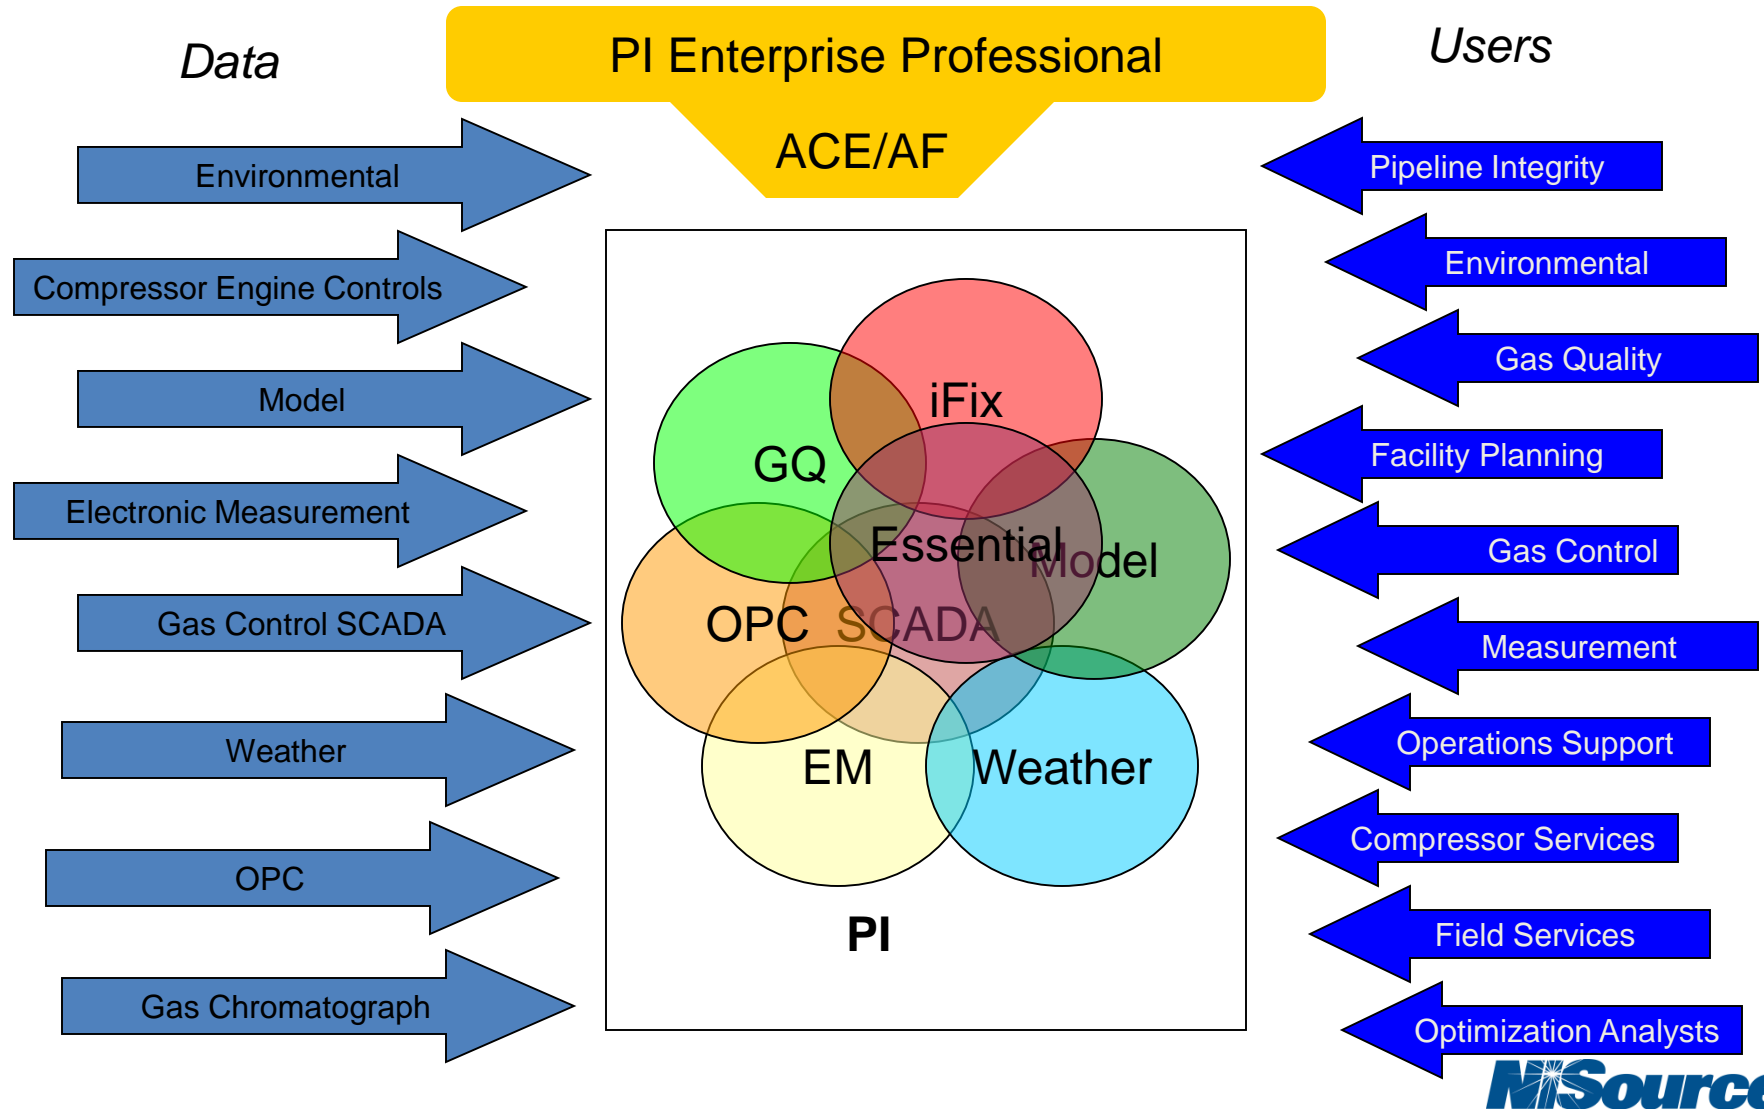 Data
PI Enterprise Professional
Users
ACE/AF
Environmental
Compressor Engine Controls
Model
Electronic Measurement
Gas Control SCADA
Weather
OPC
Gas Chromatograph
iFix
GQ
Essential
Model
OPC
SCADA
EM
Weather
PI
Pipeline Integrity
Environmental
Gas Quality
Facility Planning
Gas Control
Measurement
Operations Support
Compressor Services
Field Services
Optimization Analysts
NiSource